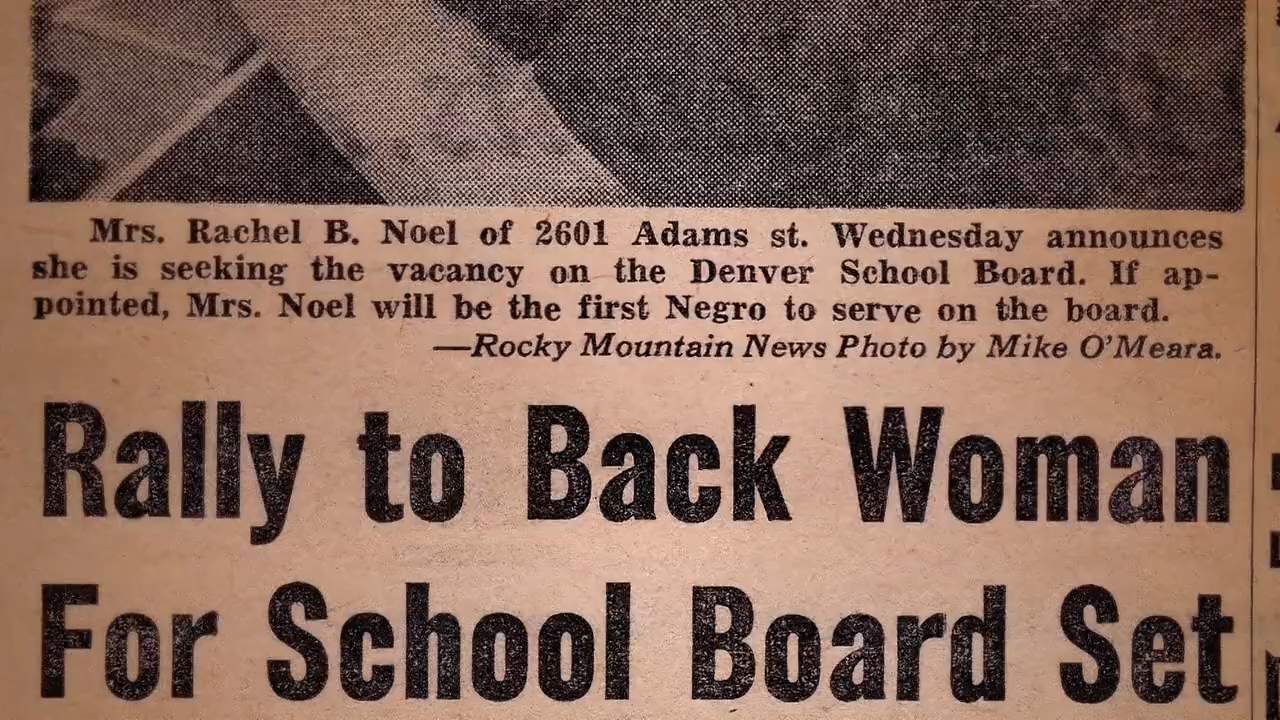 Mrs. Rachel B. Noel of 2601 Adams st. Wednesday announces
she is seeking the vacancy on the Denver School Board. If ap-
pointed, Mrs. Noel will be the first Negro to serve on the board.
—Rocky Mountain News Photo by Mike O'Meara.
Rally to Back Woman
For School Board Set